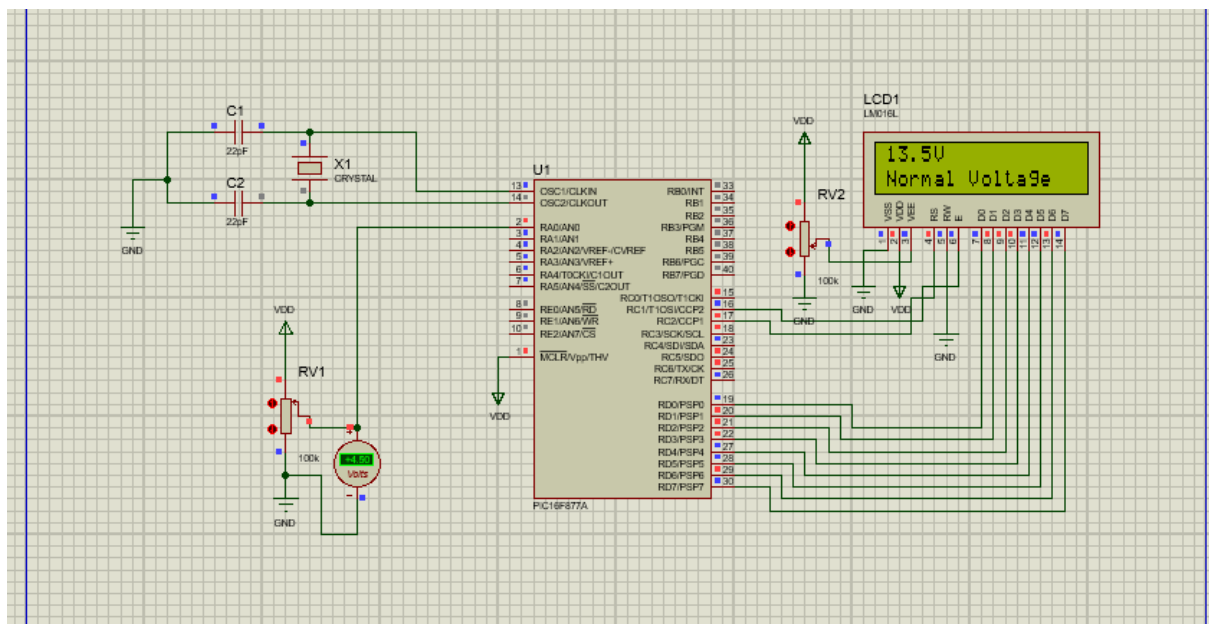 C1
22pF
C2
22pF
X1
CRYSTAL
GND
VDD
RV1
100k
GND
+4.50
Volts
VDD
U1
13
14
2
3
4
5
6
7
8
9
10
1
OSC1/CLKIN
OSC2/CLKOUT
RA0/AN0
RA1/AN1
RA2/AN2/VREF-/CVREF
RA3/AN3/VREF+
RA4/T0CKI/C1OUT
RA5/AN4/SS/C2OUT
RE0/AN5/RD
RE1/AN6/WR
RE2/AN7/CS
MCLR/Vpp/THV
RB0/INT
RB1
RB2
RB3/PGM
RB4
RB5
RB6/PGC
RB7/PGD
RC0/T1OSO/T1CKI
RC1/T1OSI/CCP2
RC2/CCP1
RC3/SCK/SCL
RC4/SDI/SDA
RC5/SDO
RC6/TX/CK
RC7/RX/DT
RD0/PSP0
RD1/PSP1
RD2/PSP2
RD3/PSP3
RD4/PSP4
RD5/PSP5
RD6/PSP6
RD7/PSP7
33
34
35
36
37
38
39
40
15
16
17
18
23
24
25
26
19
20
21
22
27
28
29
30
PIC16F877A
VDD
RV2
100k
GND
LCD1
LM016L
13.5V
Normal Voltage
VSS
VDD
VEE
RS
RW
E
D0
D1
D2
D3
D4
D5
D6
D7
1
2
3
4
5
6
7
8
9
10
11
12
13
14
GND
VDD
GND